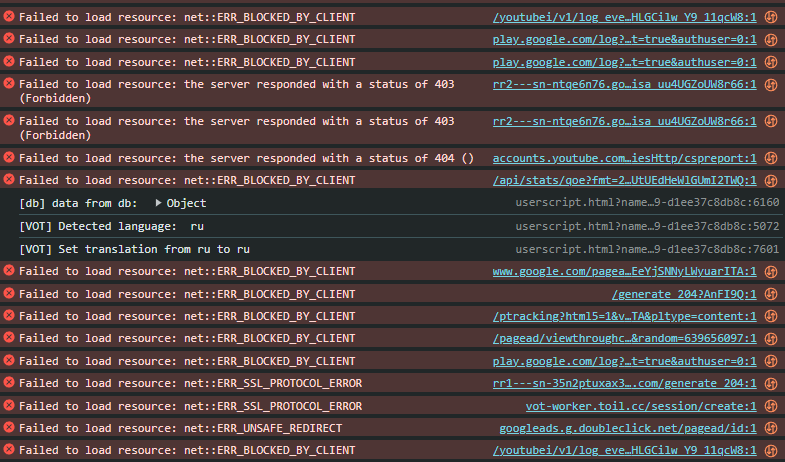 Failed to load resource: net::ERR_BLOCKED_BY_CLIENT /youtubei/v1/log_eve…HLGCilw_Y9_11qcW8:1
Failed to load resource: net::ERR_BLOCKED_BY_CLIENT play.google.com/log?…t=true&authuser=0:1
Failed to load resource: net::ERR_BLOCKED_BY_CLIENT play.google.com/log?…t=true&authuser=0:1
Failed to load resource: the server responded with a status of 403 rr2---sn-ntqe6n76.go…isa_uu4UGZoUW8r66:1
(Forbidden)
Failed to load resource: the server responded with a status of 403 rr2---sn-ntqe6n76.go…isa_uu4UGZoUW8r66:1
(Forbidden)
Failed to load resource: the server responded with a status of 404 () accounts.youtube.com…iesHttp/cspreport:1
Failed to load resource: net::ERR_BLOCKED_BY_CLIENT /api/stats/qoe?fmt=2…UtUEdHeWlGUmI2TWQ:1
[db] data from db: ▶ Object userscript.html?name…9-d1ee37c8db8c:6160
[VOT] Detected language: ru userscript.html?name…9-d1ee37c8db8c:5072
[VOT] Set translation from ru to ru userscript.html?name…9-d1ee37c8db8c:7601
Failed to load resource: net::ERR_BLOCKED_BY_CLIENT www.google.com/pagea…EeYjSNNyLWyuarITA:1
Failed to load resource: net::ERR_BLOCKED_BY_CLIENT /generate_204?AnFI9Q:1
Failed to load resource: net::ERR_BLOCKED_BY_CLIENT /ptracking?html5=1&v…TA&pltype=content:1
Failed to load resource: net::ERR_BLOCKED_BY_CLIENT /pagead/viewthroughc…&random=639656097:1
Failed to load resource: net::ERR_BLOCKED_BY_CLIENT play.google.com/log?…t=true&authuser=0:1
Failed to load resource: net::ERR_SSL_PROTOCOL_ERROR rr1---sn-35n2ptuxax3….com/generate_204:1
Failed to load resource: net::ERR_SSL_PROTOCOL_ERROR vot-worker.toil.cc/session/create:1
Failed to load resource: net::ERR_UNSAFE_REDIRECT googleads.g.doubleclick.net/pagead/id:1
Failed to load resource: net::ERR_BLOCKED_BY_CLIENT /youtubei/v1/log_eve…HLGCilw_Y9_11qcW8:1